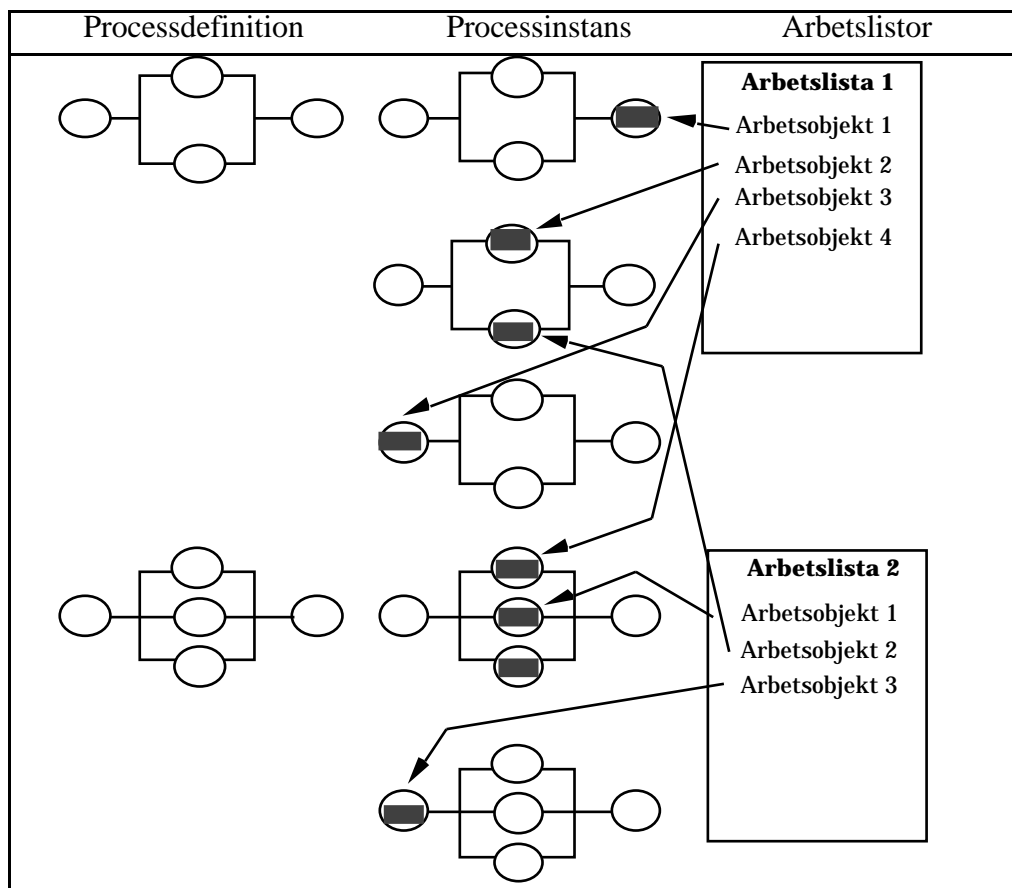 Processdefinition Processinstans Arbetslistor
Arbetslista 1
Arbetsobjekt 1
Arbetsobjekt 2
Arbetsobjekt 3
Arbetsobjekt 4
Arbetslista 2
Arbetsobjekt 1
Arbetsobjekt 2
Arbetsobjekt 3